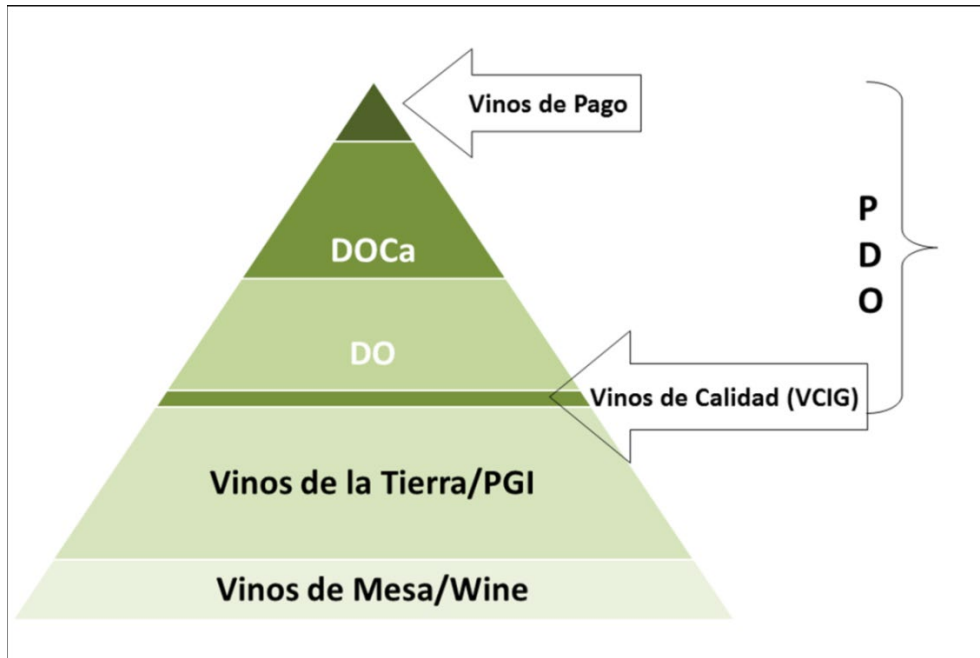 Vinos de Pago
DOCa
P
D
O
DO
Vinos de Calidad (VCIG)
Vinos de la Tierra/PGI
Vinos de Mesa/Wine